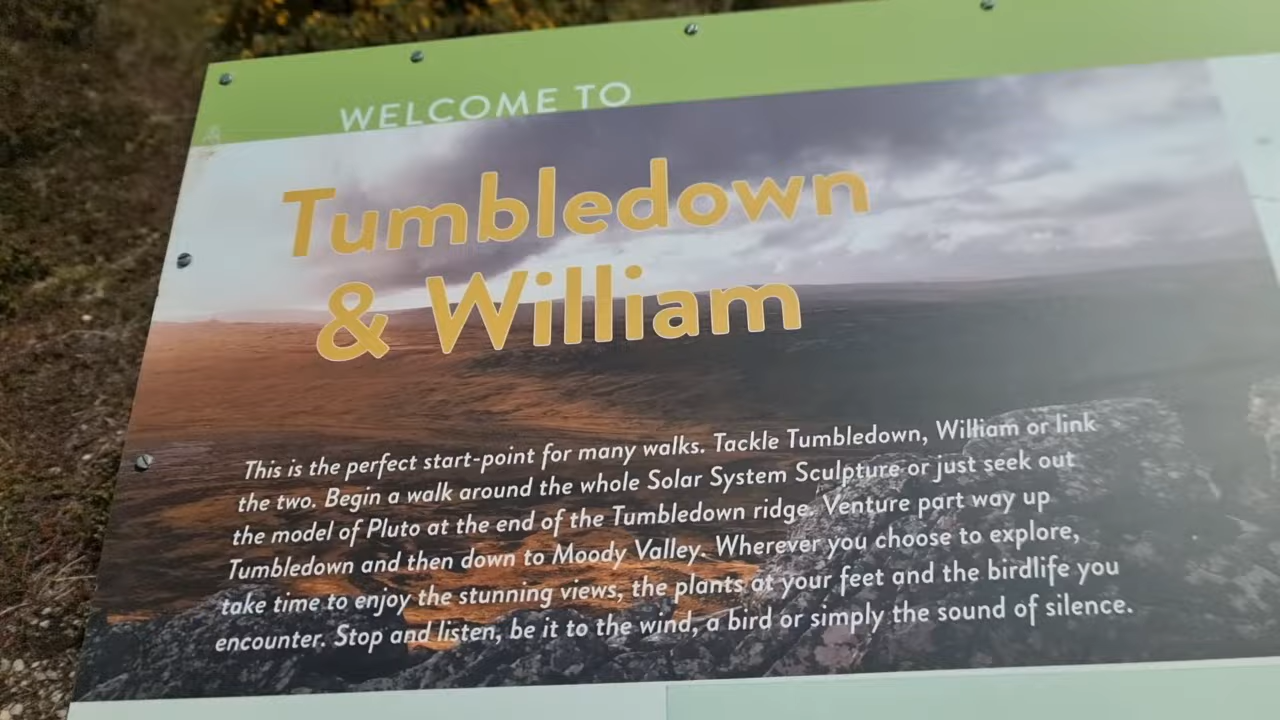 WELCOME TO
Tumbledown
& William
This is the perfect start-point for many walks. Tackle Tumbledown, William or link
the two. Begin a walk around the whole Solar System Sculpture or just seek out
the model of Pluto at the end of the Tumbledown ridge. Venture part way up
Tumbledown and then down to Moody Valley. Wherever you choose to explore,
take time to enjoy the stunning views, the plants at your feet and the birdlife you
encounter. Stop and listen, be it to the wind, a bird or simply the sound of silence.